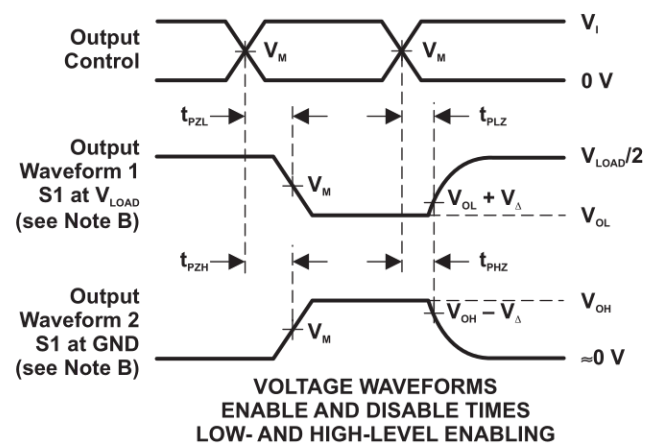 Output
Control
V_M
V_M
V_I
0 V
t_PZL
t_PLZ
Output
Waveform 1
S1 at V_LOAD
(see Note B)
V_M
V_OL + V_Δ
V_LOAD/2
V_OL
t_PZH
t_PHZ
Output
Waveform 2
S1 at GND
(see Note B)
V_M
V_OH − V_Δ
V_OH
≈0 V
VOLTAGE WAVEFORMS
ENABLE AND DISABLE TIMES
LOW- AND HIGH-LEVEL ENABLING